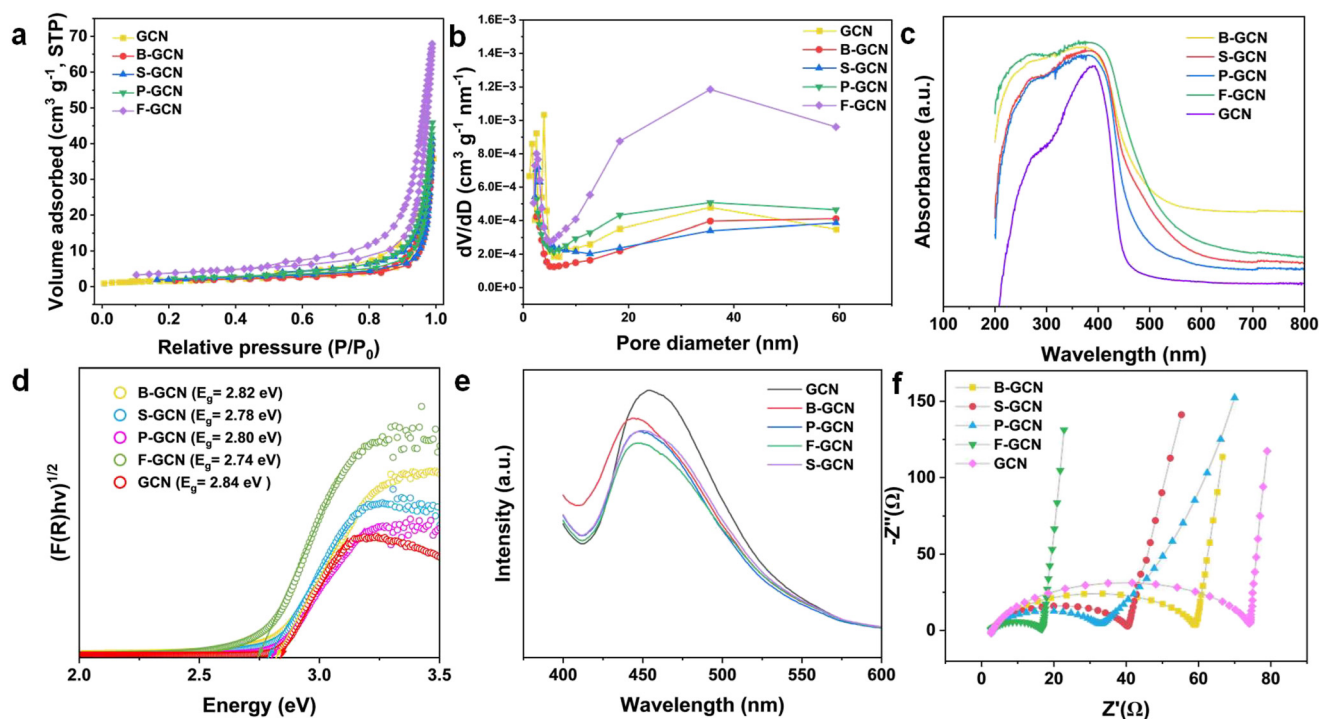 a
GCN
B-GCN
S-GCN
P-GCN
F-GCN
70
60
50
40
30
20
10
0
0.0 0.2 0.4 0.6 0.8 1.0
Volume adsorbed (cm³ g⁻¹, STP)
Relative pressure (P/P₀)
b
GCN
B-GCN
S-GCN
P-GCN
F-GCN
1.6E-3
1.4E-3
1.2E-3
1.0E-3
8.0E-4
6.0E-4
4.0E-4
2.0E-4
0.0E+0
0 20 40 60
dV/dD (cm³ g⁻¹ nm⁻¹)
Pore diameter (nm)
c
B-GCN
S-GCN
P-GCN
F-GCN
GCN
100 200 300 400 500 600 700 800
Absorbance (a.u.)
Wavelength (nm)
d
B-GCN (Eg= 2.82 eV)
S-GCN (Eg= 2.78 eV)
P-GCN (Eg= 2.80 eV)
F-GCN (Eg= 2.74 eV)
GCN (Eg= 2.84 eV )
2.0 2.5 3.0 3.5
(F(R)hv)¹/²
Energy (eV)
e
GCN
B-GCN
P-GCN
F-GCN
S-GCN
400 450 500 550 600
Intensity (a.u.)
Wavelength (nm)
f
B-GCN
S-GCN
P-GCN
F-GCN
GCN
150
100
50
0
0 20 40 60 80
-Z"(Ω)
Z'(Ω)